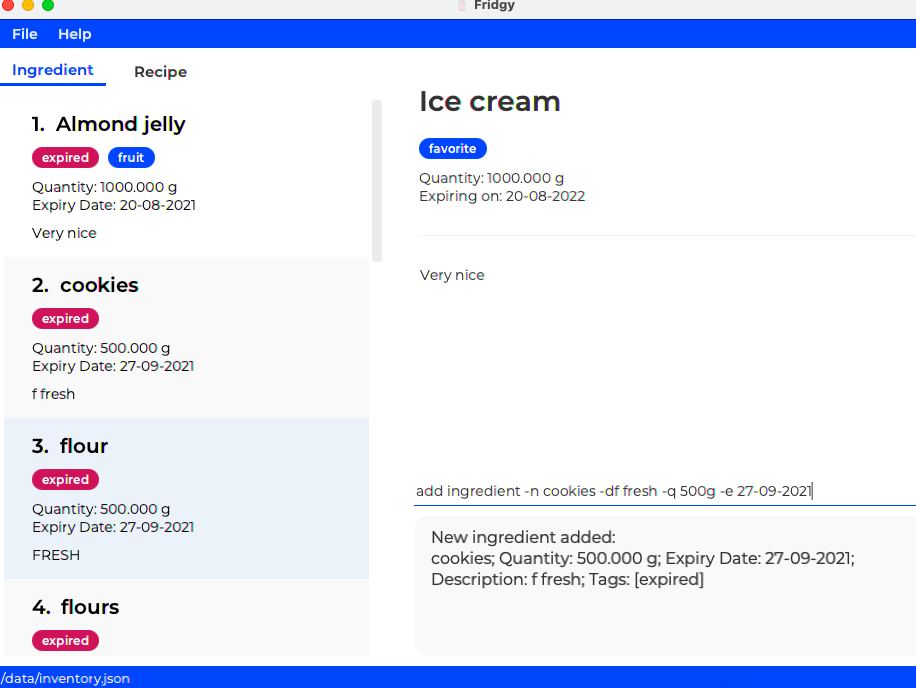 Fridgy
File Help
Ingredient Recipe
1. Almond jelly
expired fruit
Quantity: 1000.000 g
Expiry Date: 20-08-2021
Very nice
2. cookies
expired
Quantity: 500.000 g
Expiry Date: 27-09-2021
f fresh
3. flour
expired
Quantity: 500.000 g
Expiry Date: 27-09-2021
FRESH
4. flours
expired
Ice cream
favorite
Quantity: 1000.000 g
Expiring on: 20-08-2022
Very nice
add ingredient -n cookies -df fresh -q 500g -e 27-09-2021
New ingredient added:
cookies; Quantity: 500.000 g; Expiry Date: 27-09-2021;
Description: f fresh; Tags: [expired]
/data/inventory.json